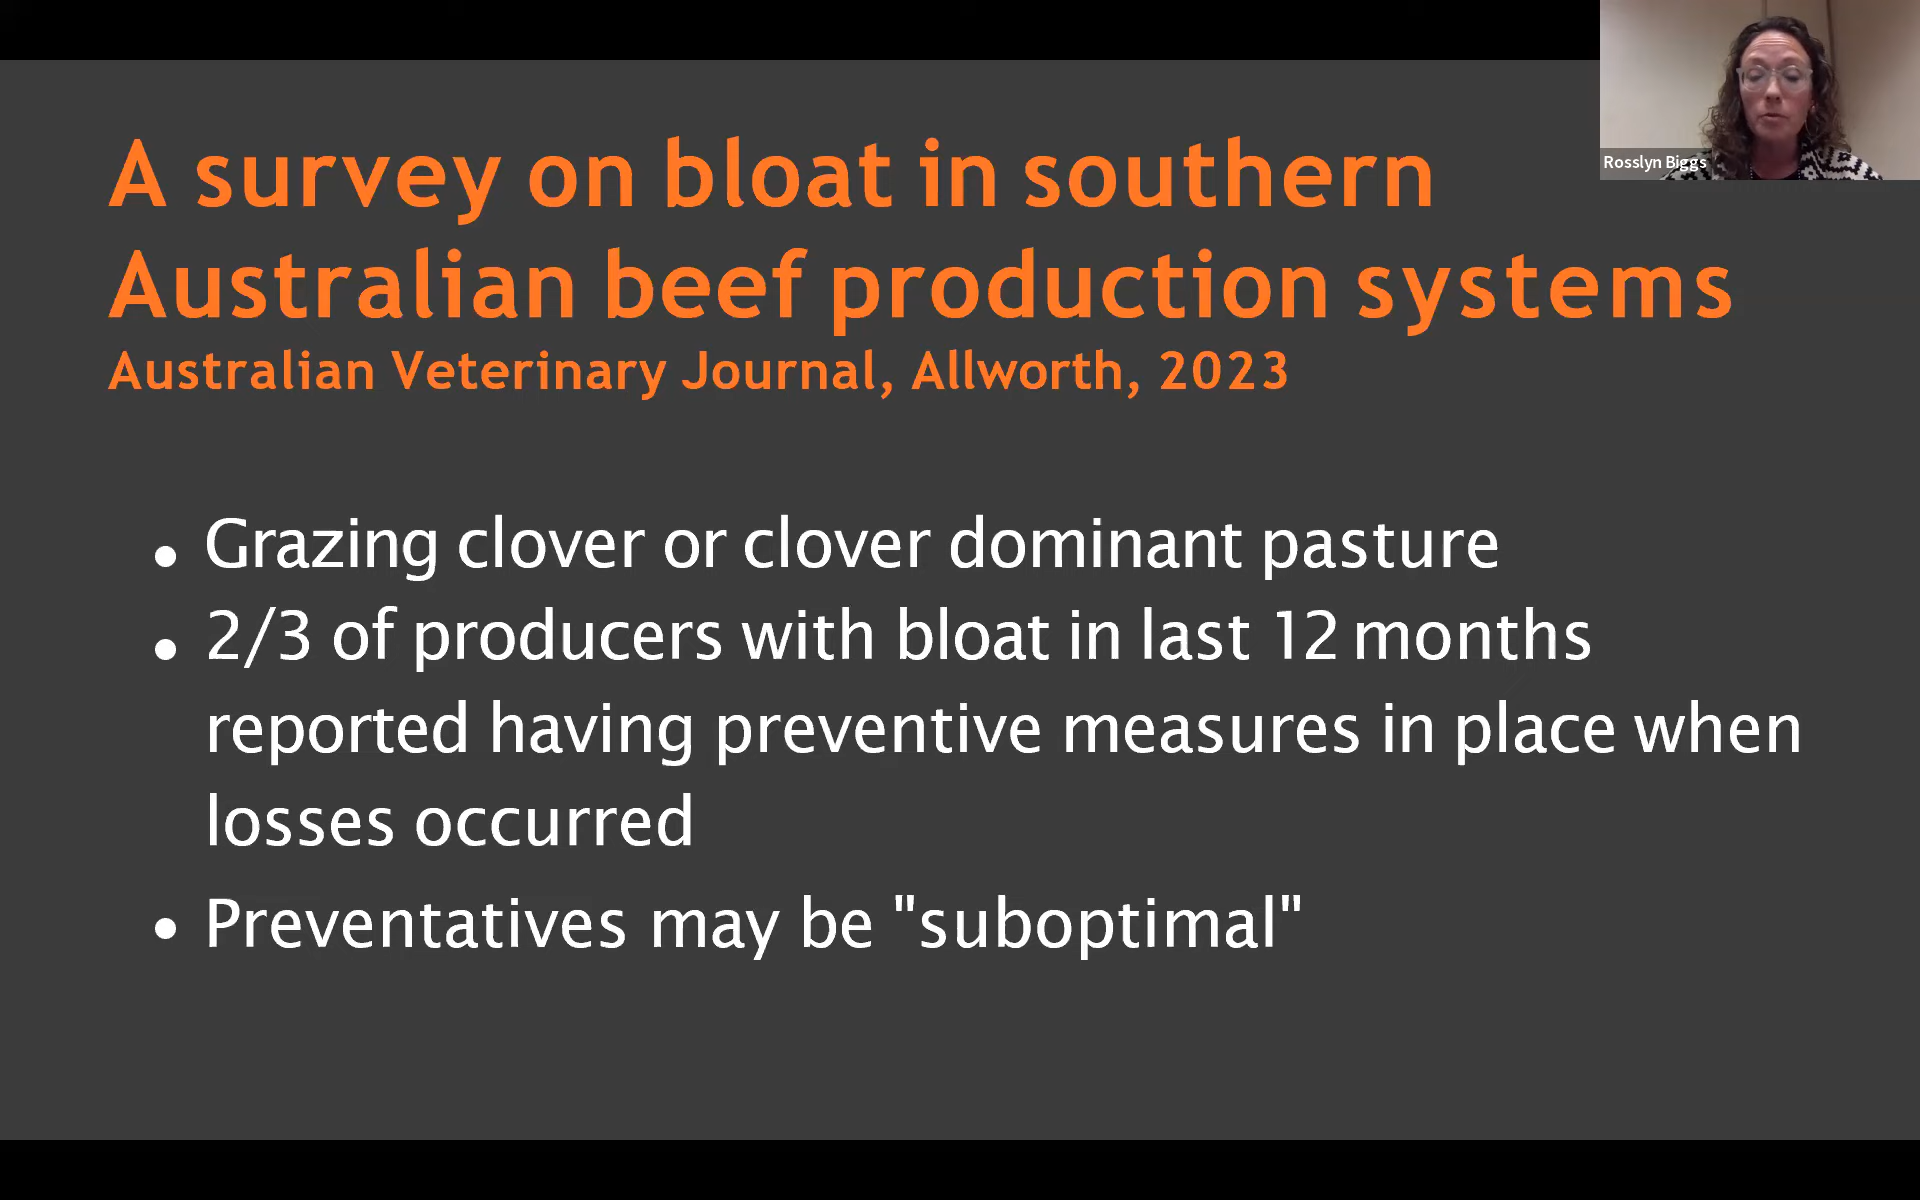 A survey on bloat in southern
Australian beef production systems
Australian Veterinary Journal, Allworth, 2023
Rosslyn Biggs
• Grazing clover or clover dominant pasture
• 2/3 of producers with bloat in last 12 months
reported having preventive measures in place when
losses occurred
• Preventatives may be "suboptimal"